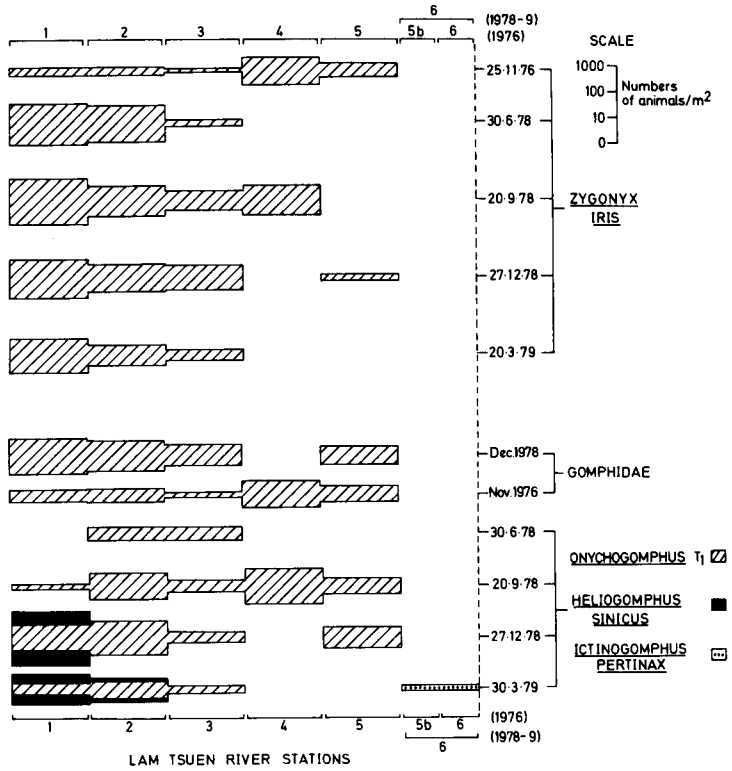 6
(1978-9)
1 2 3 4 5 5b 6 (1976)
SCALE
25·11·76
1000
100
10
0
Numbers
of animals/m2
30·6·78
20·9·78
ZYGONYX
IRIS
27·12·78
20·3·79
Dec.1978
GOMPHIDAE
Nov.1976
30·6·78
ONYCHOGOMPHUS T1
20·9·78
HELIOGOMPHUS
SINICUS
27·12·78
ICTINOGOMPHUS
PERTINAX
30·3·79
1 2 3 4 5 5b 6 (1976)
6
(1978-9)
LAM TSUEN RIVER STATIONS